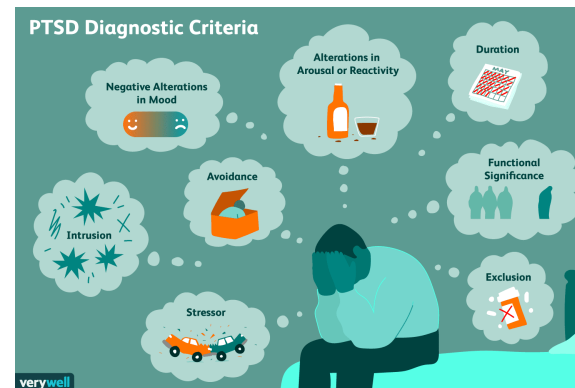 PTSD Diagnostic Criteria
Negative Alterations
in Mood
Alterations in
Arousal or Reactivity
Duration
MAY
Avoidance
Functional
Significance
Intrusion
Exclusion
Stressor
verywell